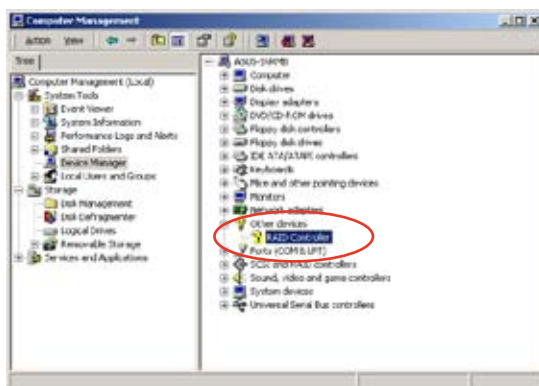 Computer Management
Action View
Tree
Computer Management (Local)
System Tools
Event Viewer
System Information
Performance Logs and Alerts
Shared Folders
Device Manager
Local Users and Groups
Storage
Disk Management
Disk Defragmenter
Logical Drives
Removable Storage
Services and Applications
Computer
Disk drives
Display adapters
DVD/CD-ROM drives
Floppy disk controllers
Floppy disk drives
IDE ATA/ATAPI controllers
Keyboards
Mice and other pointing devices
Monitors
Network adapters
Other devices
RAID Controller
Ports (COM & LPT)
SCSI and RAID controllers
Sound, video and game controllers
System devices
Universal Serial Bus controllers